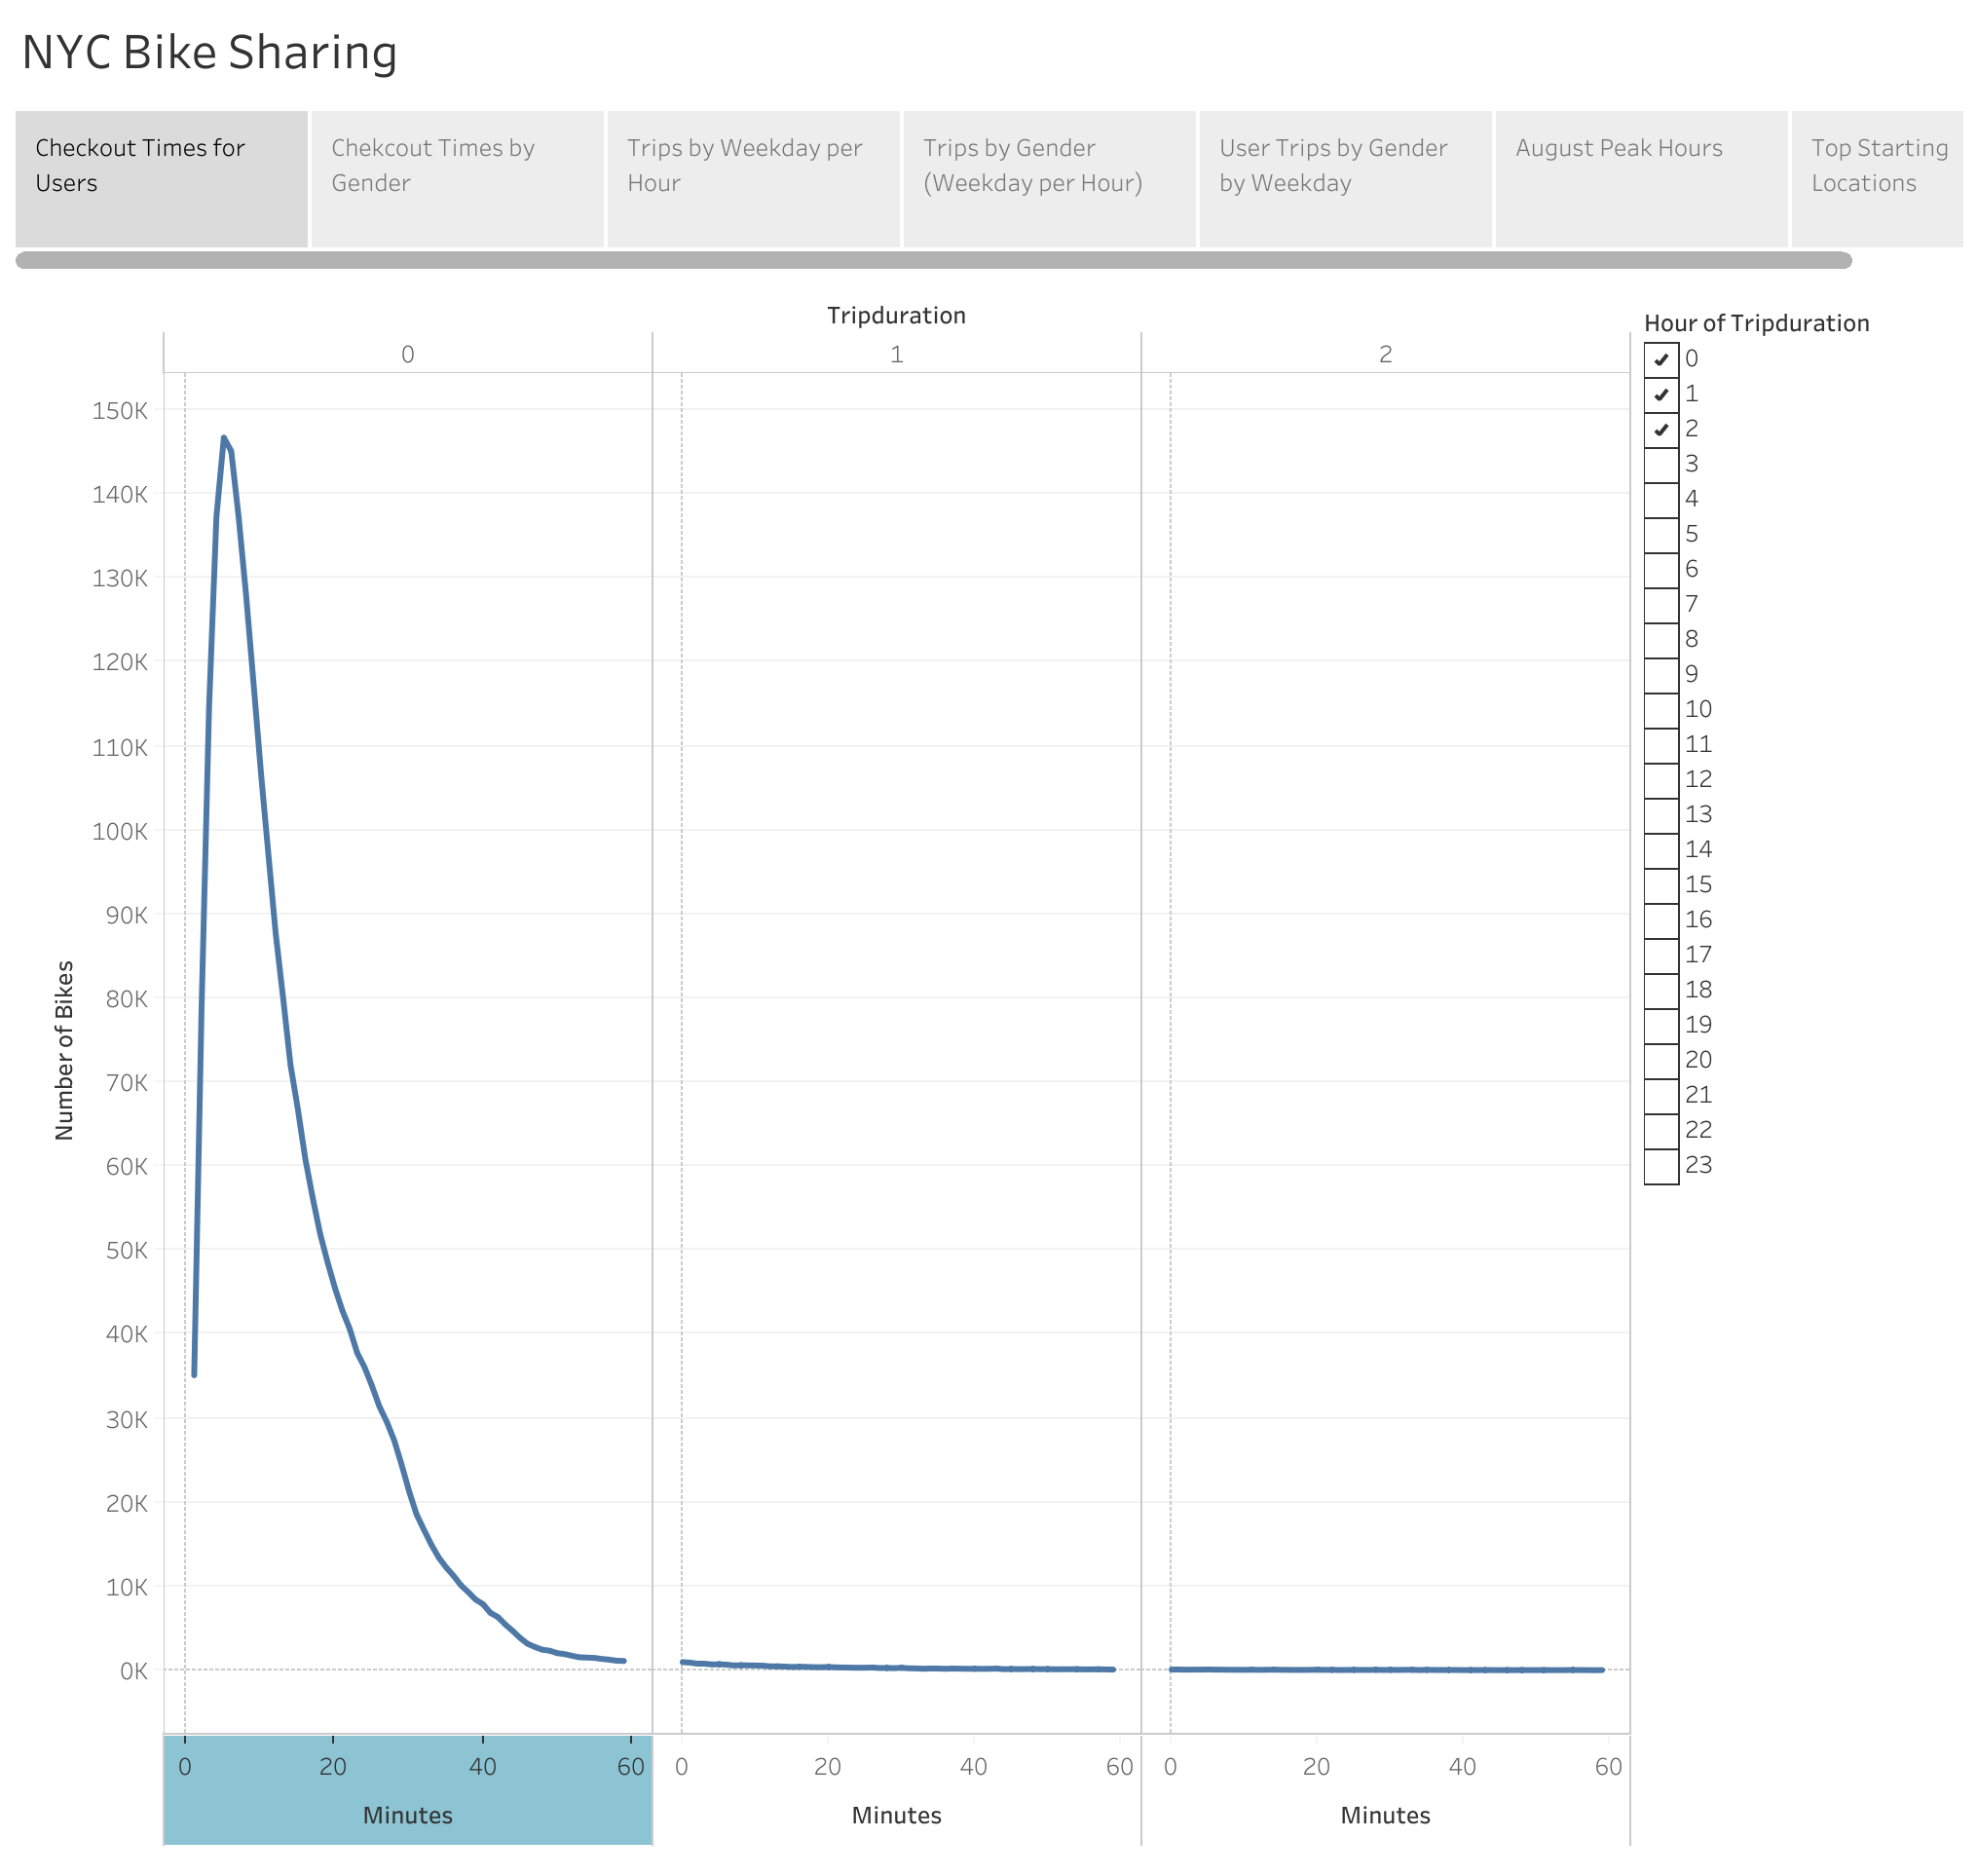 NYC Bike Sharing
Checkout Times for
Users
Chekcout Times by
Gender
Trips by Weekday per
Hour
Trips by Gender
(Weekday per Hour)
User Trips by Gender
by Weekday
August Peak Hours
Top Starting
Locations
Tripduration
0
1
2
150K
140K
130K
120K
110K
100K
90K
80K
70K
60K
50K
40K
30K
20K
10K
0K
Number of Bikes
0 20 40 60
Minutes
0 20 40 60
Minutes
0 20 40 60
Minutes
Hour of Tripduration
0
1
2
3
4
5
6
7
8
9
10
11
12
13
14
15
16
17
18
19
20
21
22
23